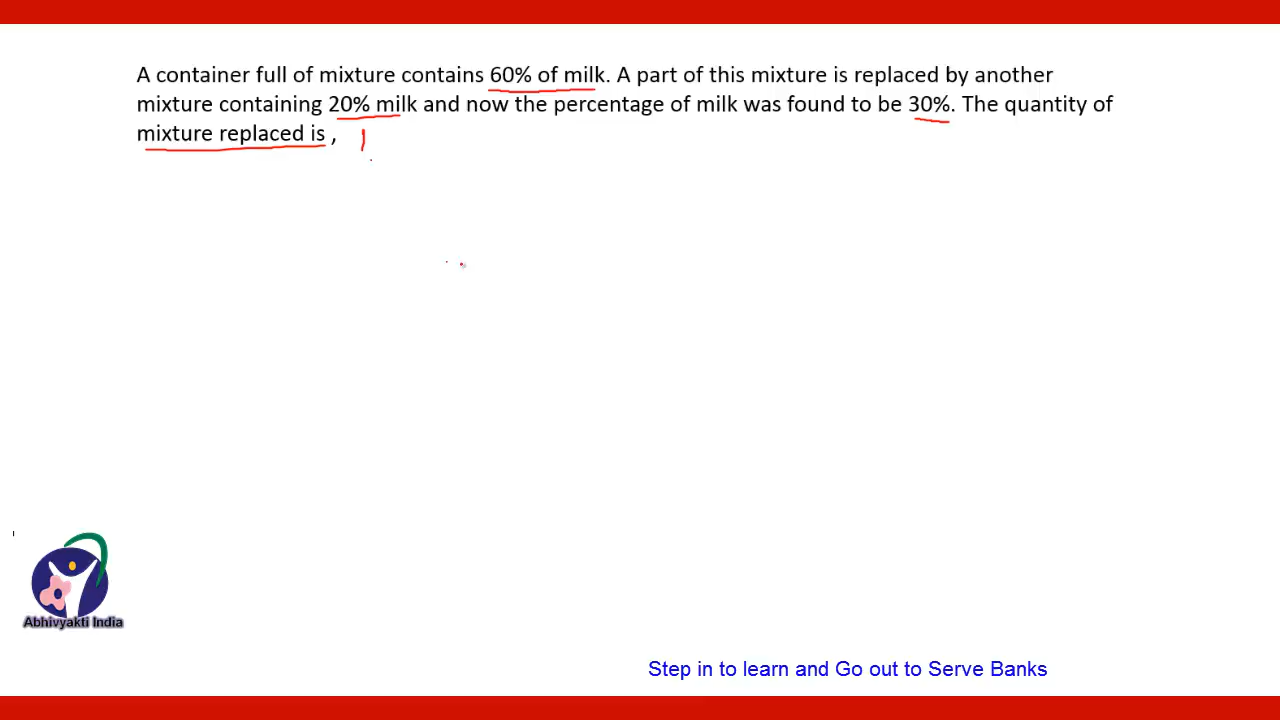 A container full of mixture contains 60% of milk. A part of this mixture is replaced by another
mixture containing 20% milk and now the percentage of milk was found to be 30%. The quantity of
mixture replaced is ,
Abhivyakti India
Step in to learn and Go out to Serve Banks